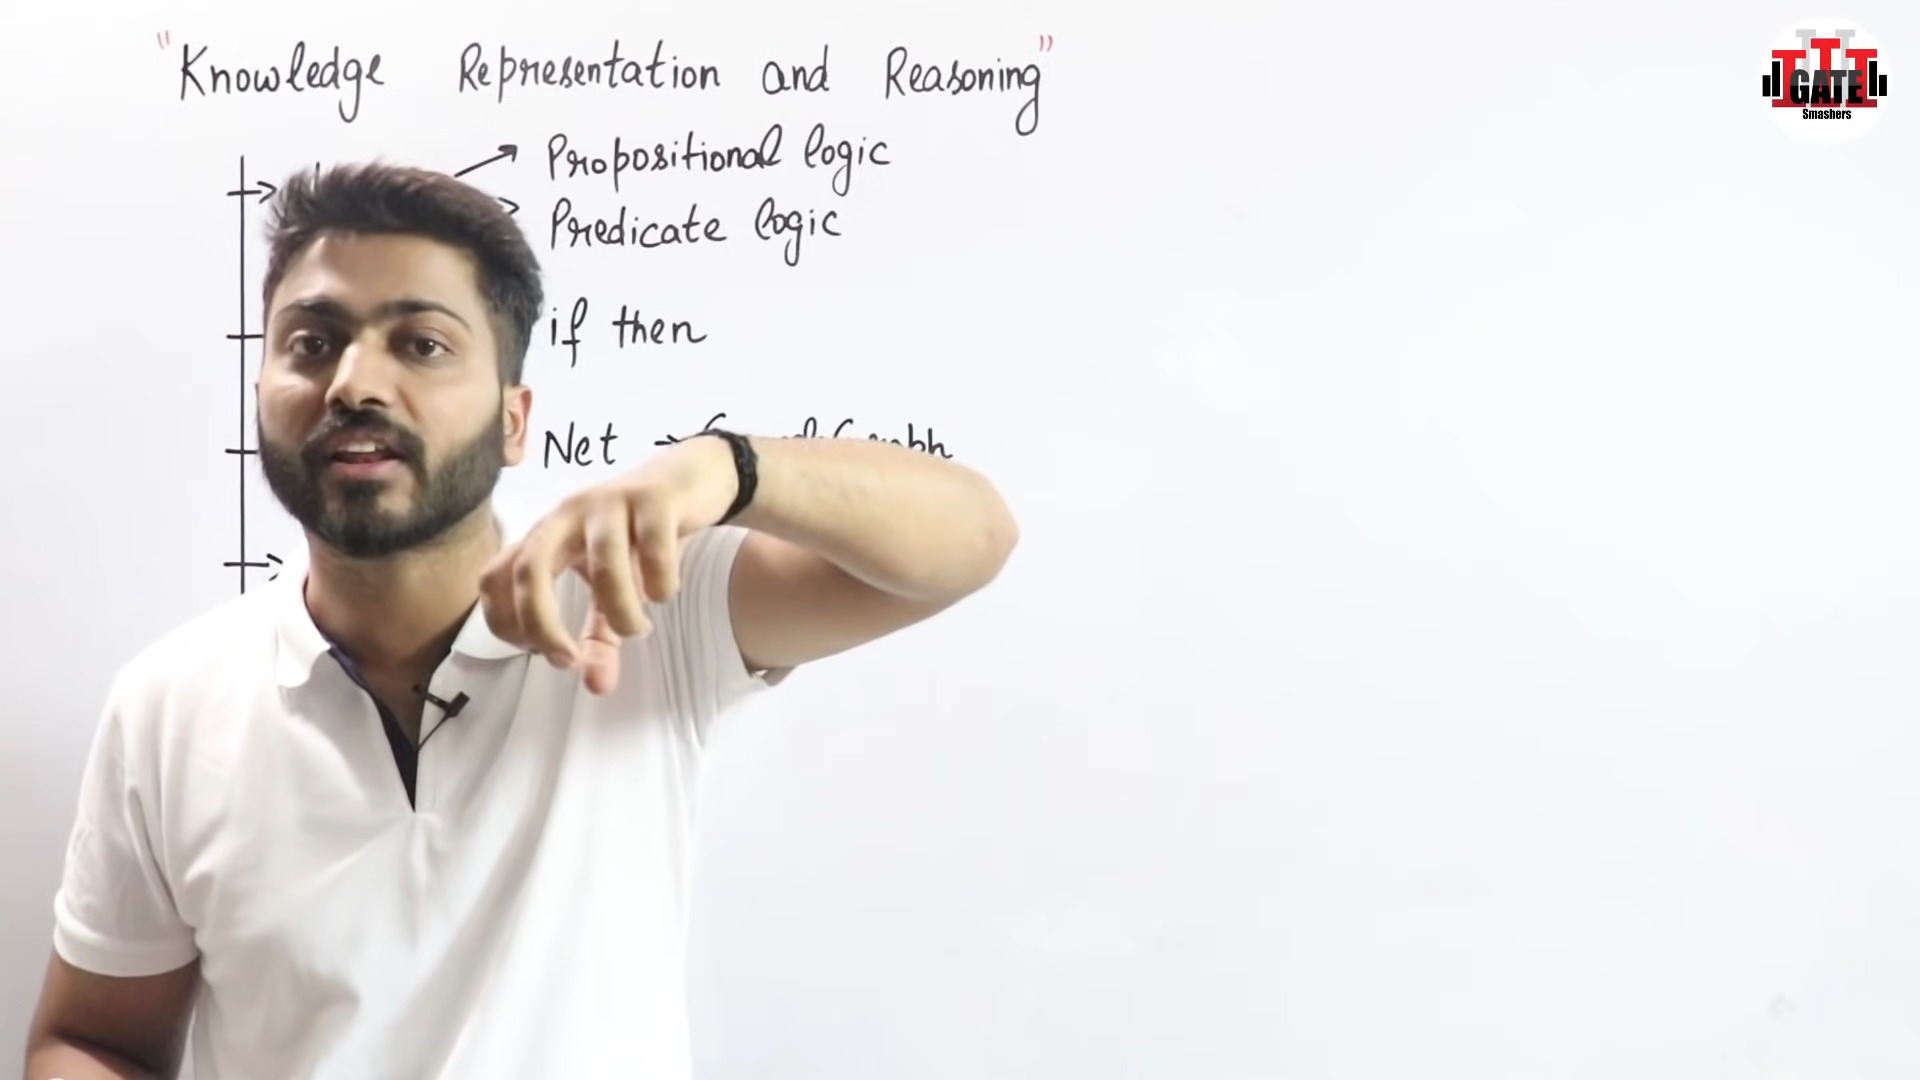 "Knowledge Representation and Reasoning"
Propositional logic
Predicate logic
if then
Net →
GATE
Smashers